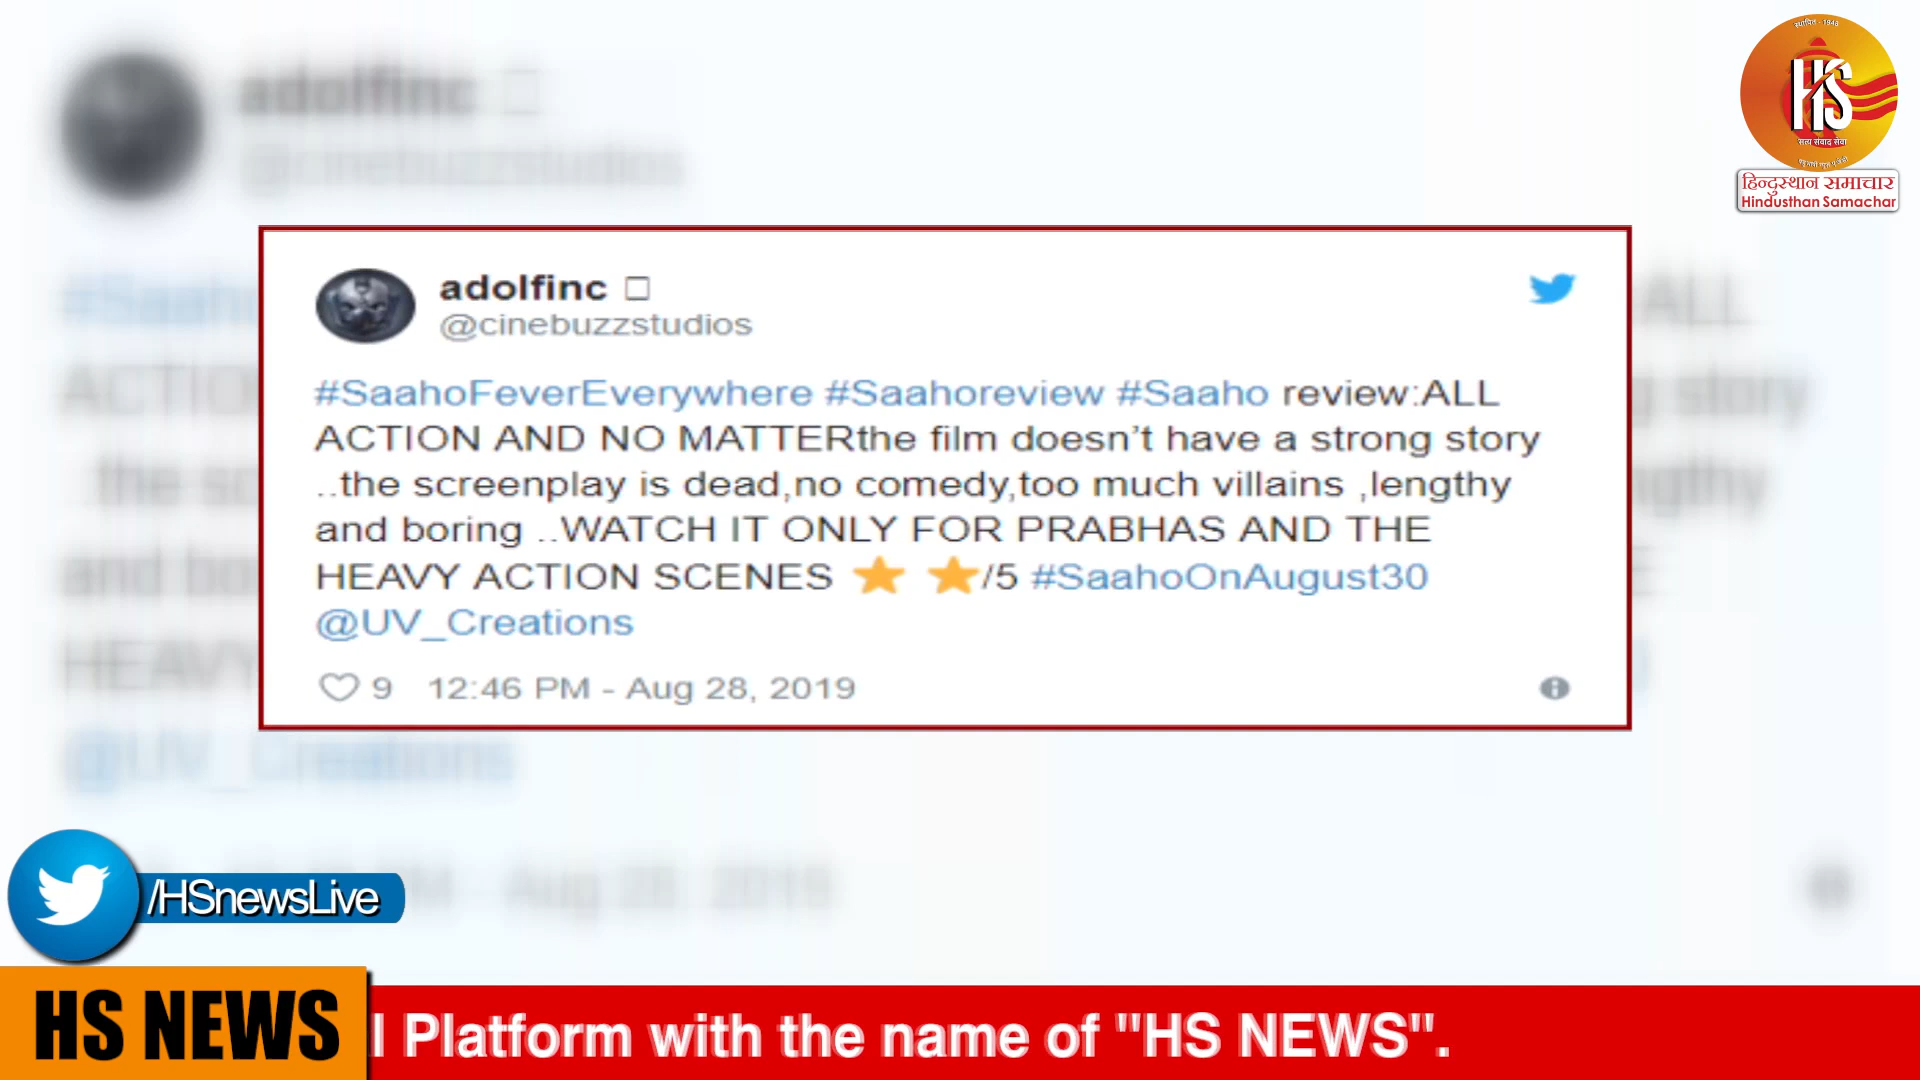 स्थापित - 1948
HS
सत्य संवाद सेवा
हिन्दुस्थान समाचार
Hindusthan Samachar
adolfinc
@cinebuzzstudios
#SaahoFeverEverywhere #Saahoreview #Saaho review:ALL
ACTION AND NO MATTERthe film doesn’t have a strong story
..the screenplay is dead,no comedy,too much villains ,lengthy
and boring ..WATCH IT ONLY FOR PRABHAS AND THE
HEAVY ACTION SCENES ⭐ ⭐/5 #SaahoOnAugust30
@UV_Creations
9 12:46 PM - Aug 28, 2019
/HSnewsLive
HS NEWS
l Platform with the name of "HS NEWS".